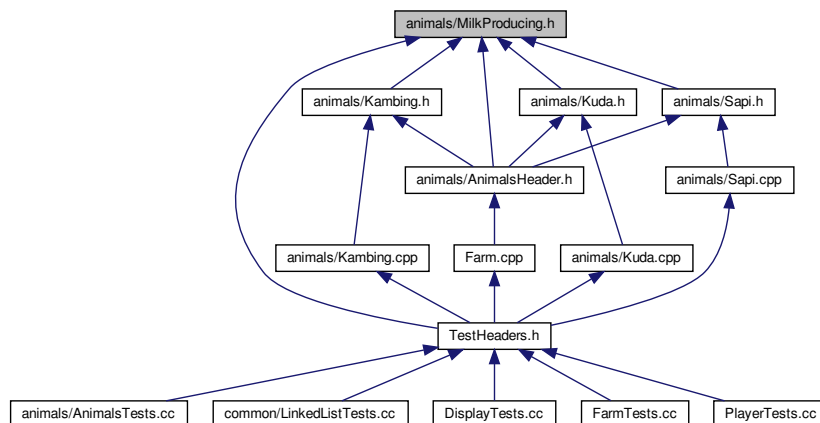 animals/MilkProducing.h
animals/Kambing.h
animals/Kuda.h
animals/Sapi.h
animals/AnimalsHeader.h
animals/Sapi.cpp
animals/Kambing.cpp
Farm.cpp
animals/Kuda.cpp
TestHeaders.h
animals/AnimalsTests.cc
common/LinkedListTests.cc
DisplayTests.cc
FarmTests.cc
PlayerTests.cc